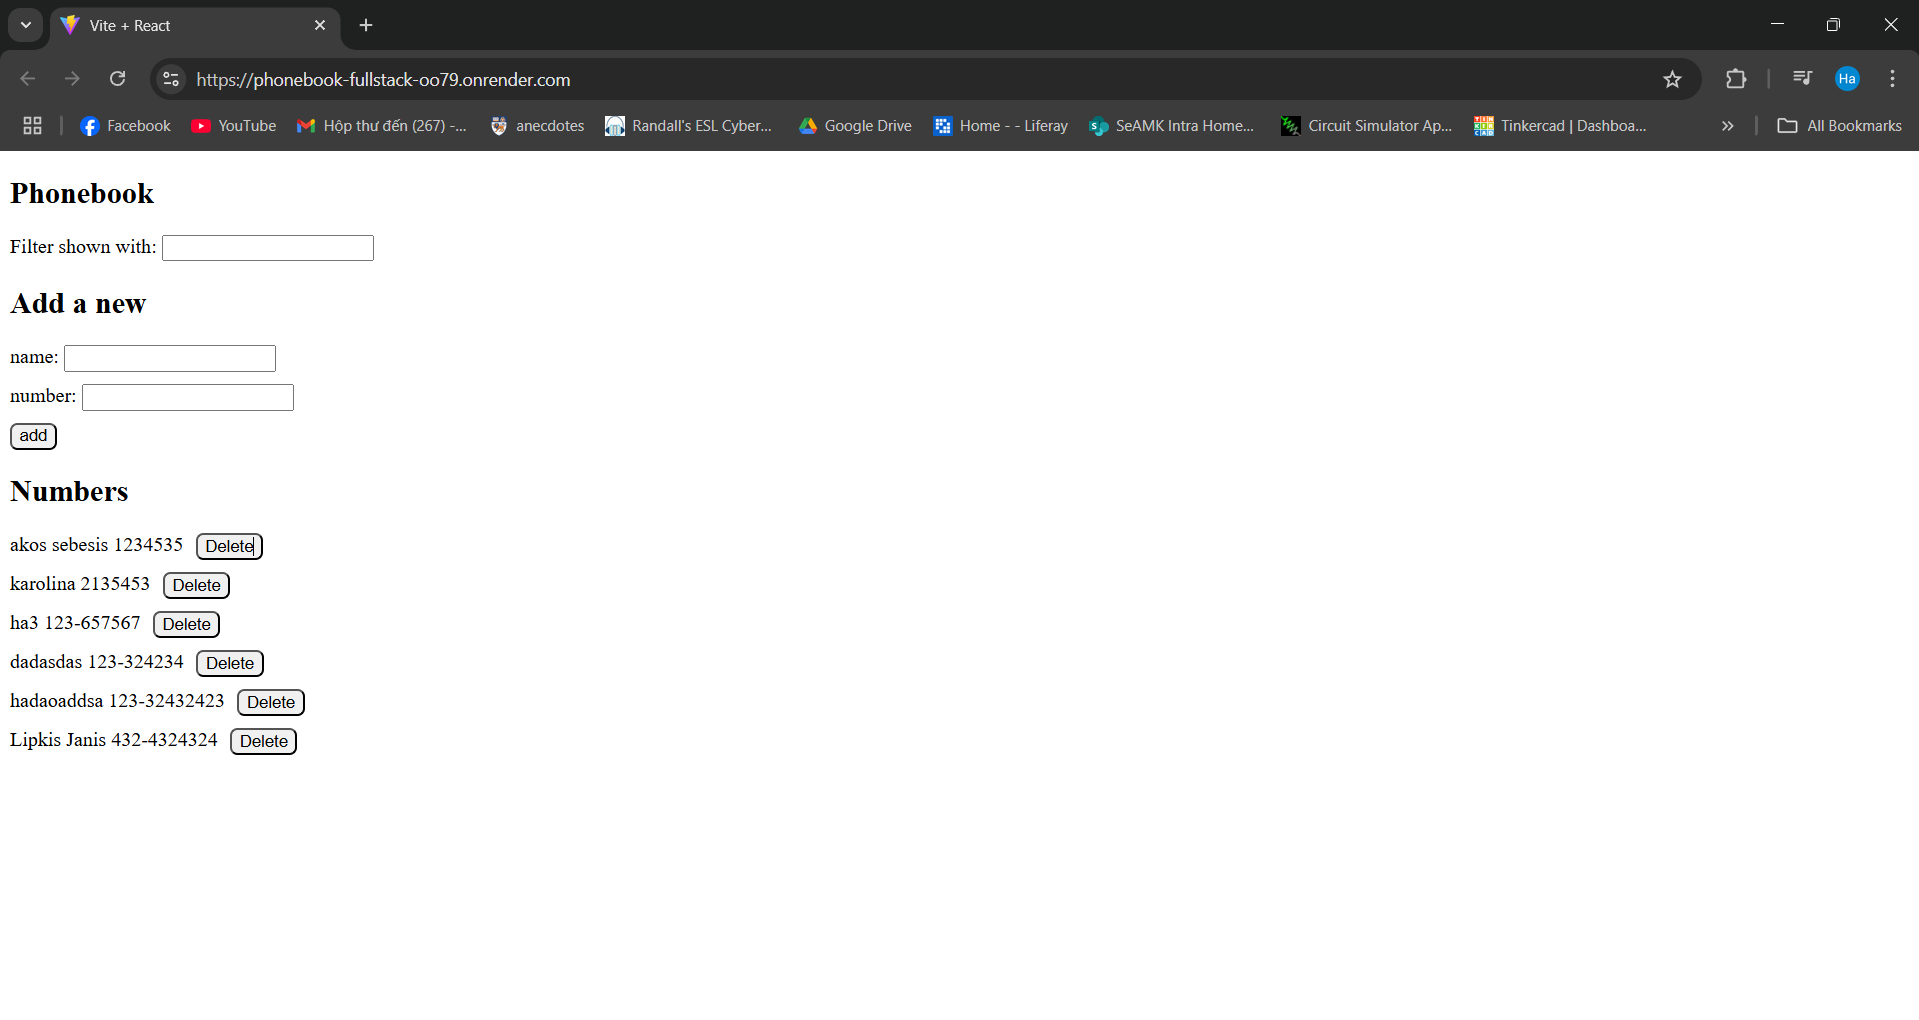 Vite + React
https://phonebook-fullstack-oo79.onrender.com
Ha
Facebook YouTube Hộp thư đến (267) -... anecdotes Randall's ESL Cyber... Google Drive Home - - Liferay SeAMK Intra Home... Circuit Simulator Ap... Tinkercad | Dashboa... All Bookmarks
Phonebook
Filter shown with:
Add a new
name:
number:
add
Numbers
akos sebesis 1234535 Delete
karolina 2135453 Delete
ha3 123-657567 Delete
dadasdas 123-324234 Delete
hadaoaddsa 123-32432423 Delete
Lipkis Janis 432-4324324 Delete